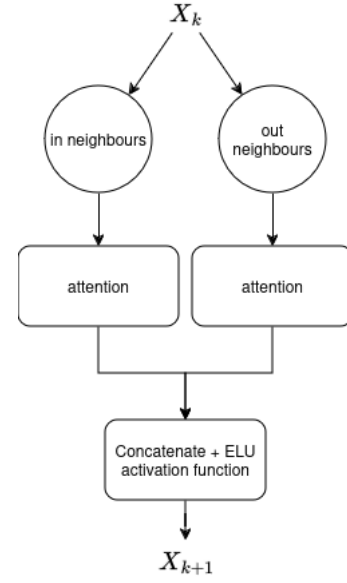 X_k
in neighbours
out
neighbours
attention
attention
Concatenate + ELU
activation function
X_{k+1}